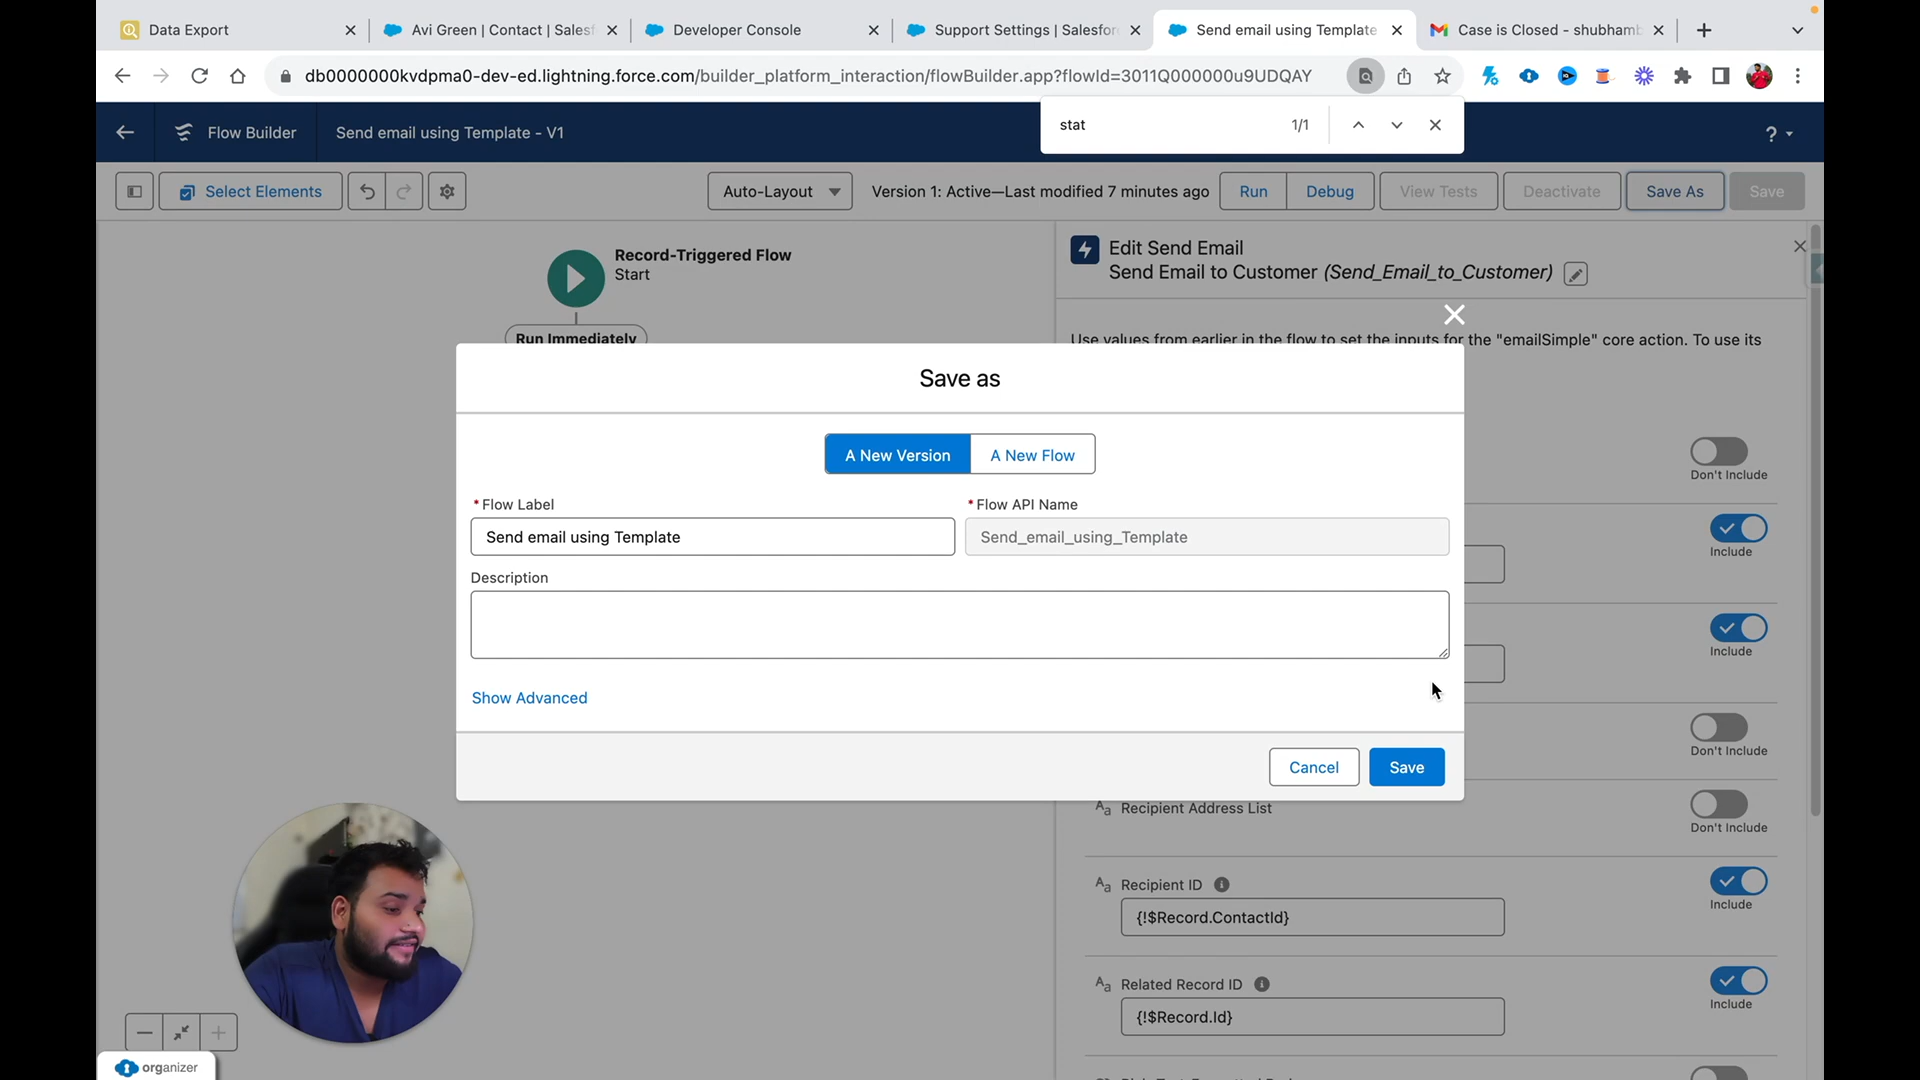 Data Export
Avi Green | Contact | Salesf
Developer Console
Support Settings | Salesfor
Send email using Template
Case is Closed - shubhamb
db0000000kvdpma0-dev-ed.lightning.force.com/builder_platform_interaction/flowBuilder.app?flowId=3011Q000000u9UDQAY
stat
1/1
Flow Builder
Send email using Template - V1
?
Select Elements
Auto-Layout
Version 1: Active—Last modified 7 minutes ago
Run
Debug
View Tests
Deactivate
Save As
Save
Record-Triggered Flow
Start
Run Immediately
Edit Send Email
Send Email to Customer (Send_Email_to_Customer)
Use values from earlier in the flow to set the inputs for the "emailSimple" core action. To use its
Save as
A New Version
A New Flow
* Flow Label
* Flow API Name
Send email using Template
Send_email_using_Template
Description
Show Advanced
Cancel
Save
Don't Include
Include
Include
Don't Include
Aa Recipient Address List
Don't Include
Aa Recipient ID
{!$Record.ContactId}
Include
Aa Related Record ID
{!$Record.Id}
Include
organizer